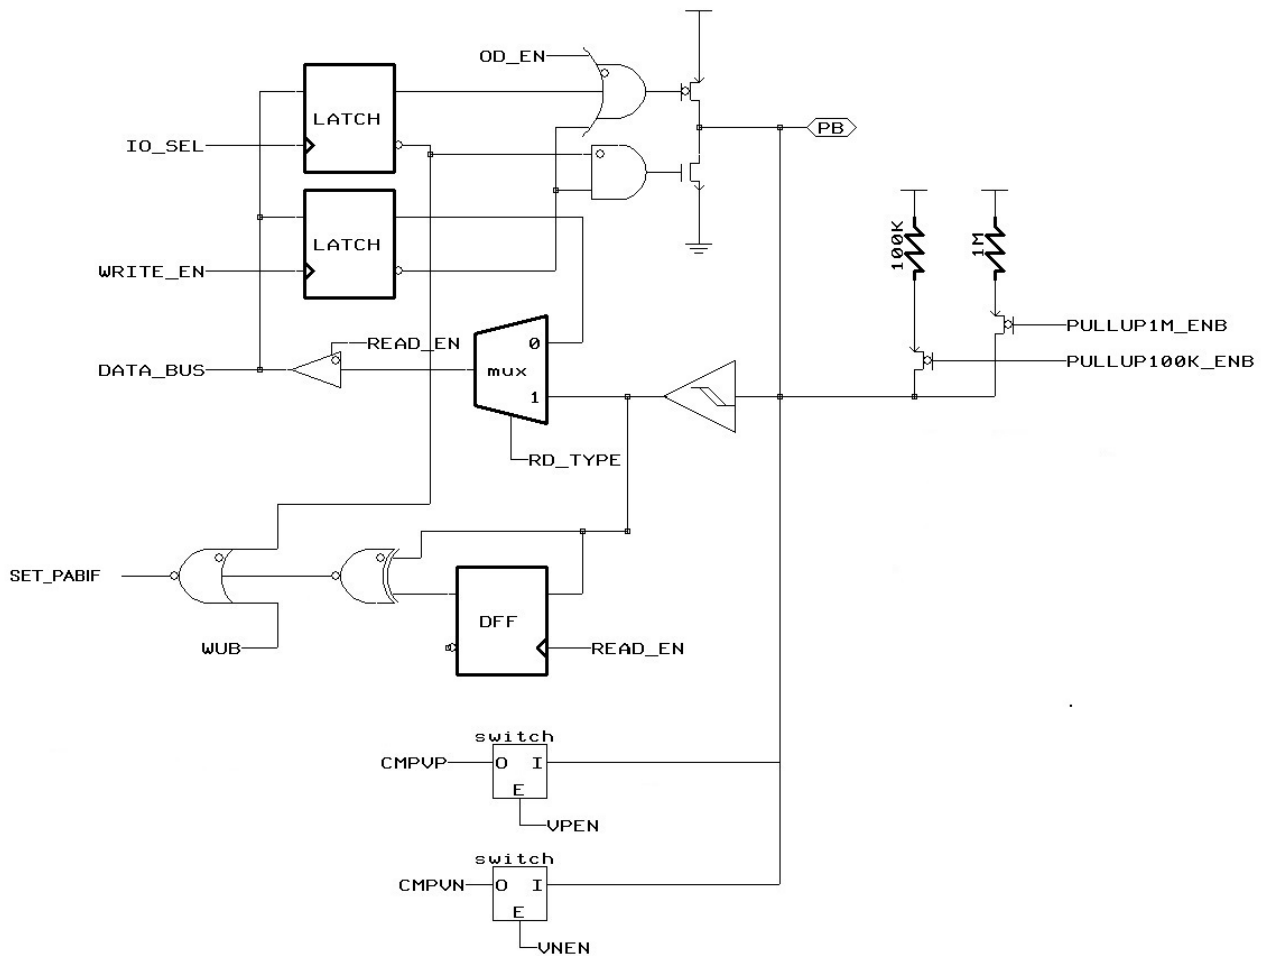 OD_EN
LATCH
IO_SEL
PB
LATCH
WRITE_EN
100K
1M
READ_EN
PULLUP1M_ENB
0
DATA_BUS
mux
PULLUP100K_ENB
1
RD_TYPE
SET_PABIF
DFF
WUB
READ_EN
switch
CMPVP
O I
E
VPEN
switch
CMPVN
O I
E
VNEN